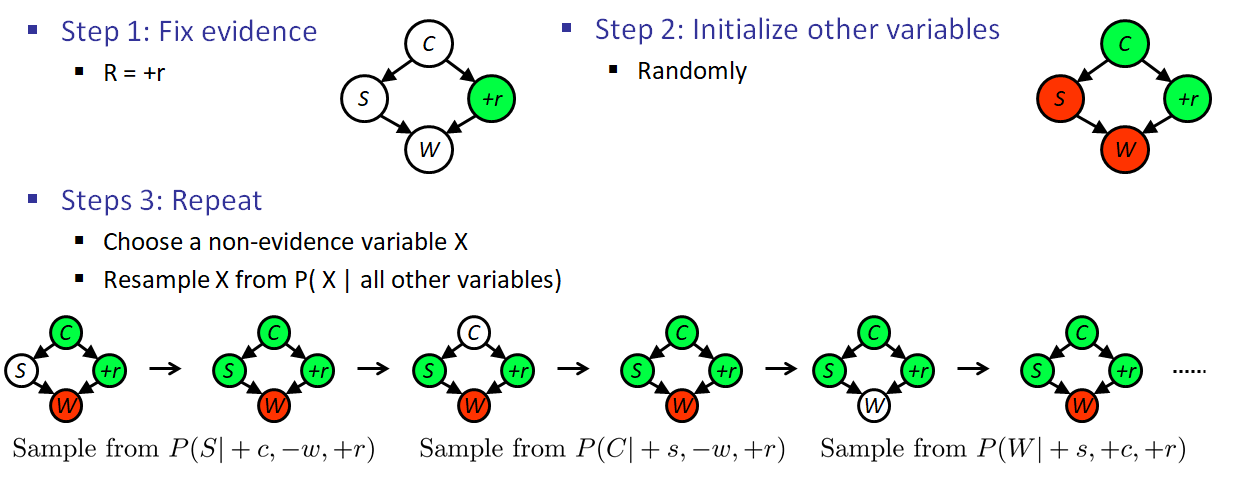 ▪ Step 1: Fix evidence
▪ R = +r
C
S
+r
W
▪ Step 2: Initialize other variables
▪ Randomly
C
S
+r
W
▪ Steps 3: Repeat
▪ Choose a non-evidence variable X
▪ Resample X from P( X | all other variables)
C
S
+r
W
C
S
+r
W
C
S
+r
W
C
S
+r
W
C
S
+r
W
C
S
+r
W
......
Sample from P(S| + c, −w, +r)
Sample from P(C| + s, −w, +r)
Sample from P(W| + s, +c, +r)